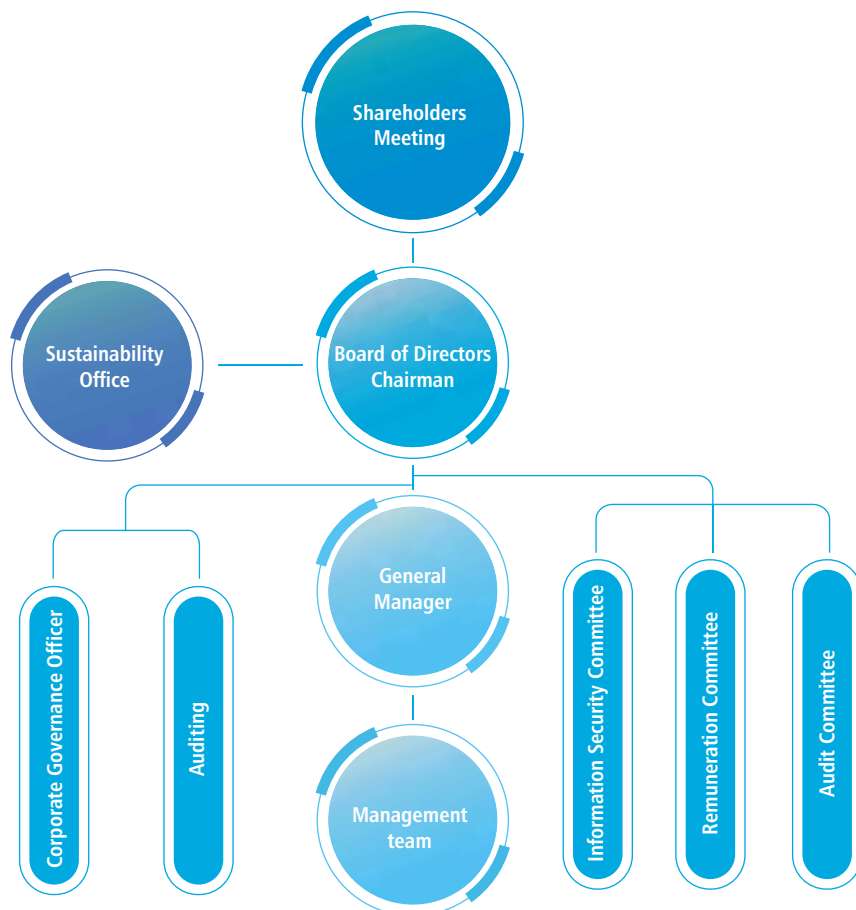 Shareholders
Meeting
Sustainability
Office
Board of Directors
Chairman
General
Manager
Corporate Governance Officer
Auditing
Information Security Committee
Remuneration Committee
Audit Committee
Management
team